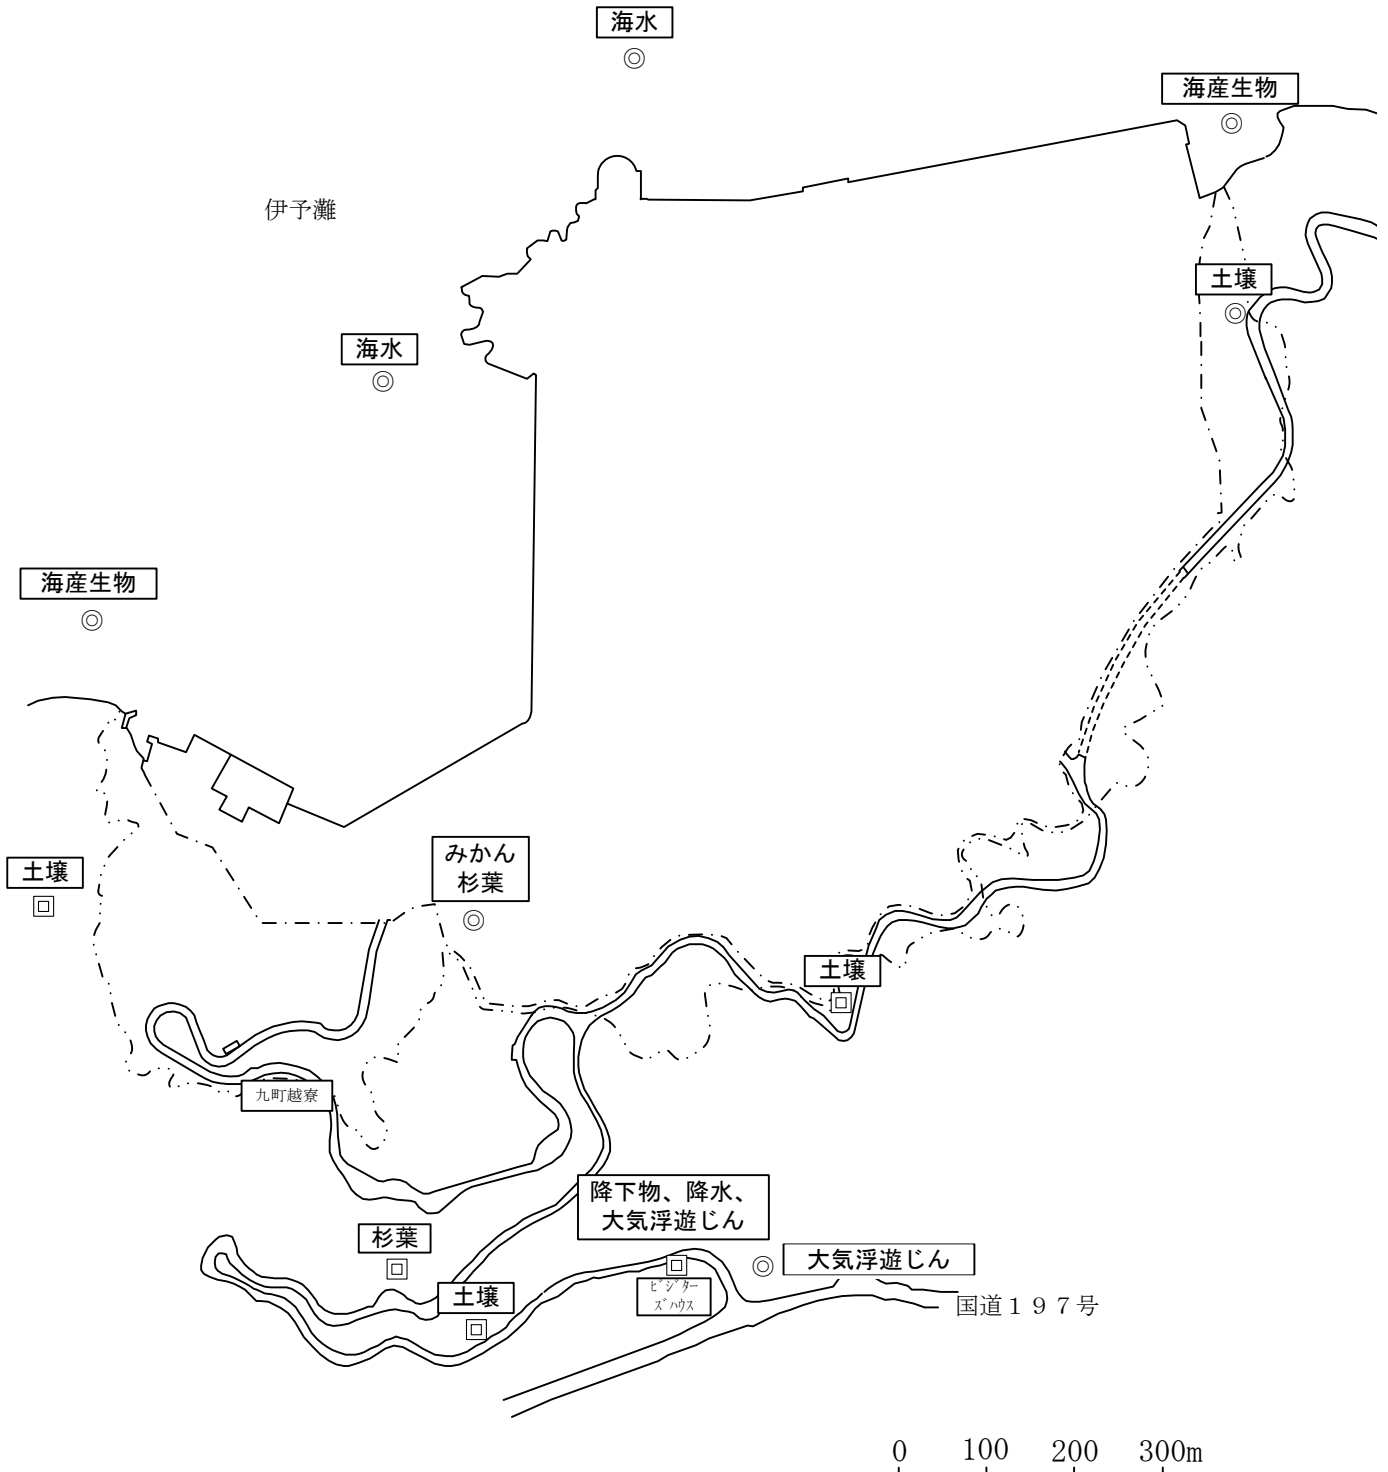 海水
海産生物
伊予灘
土壌
海水
海産生物
みかん
杉葉
土壌
土壌
九町越寮
降下物、降水、
大気浮遊じん
杉葉
大気浮遊じん
土壌
ビジター
ズハウス
国道１９７号
0 100 200 300m